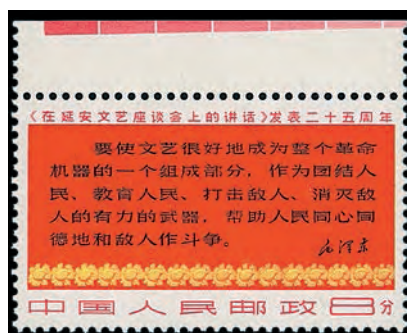 《在延安文艺座谈会上的讲话》发表二十五周年
要使文艺很好地成为整个革命
机器的一个组成部分，作为团结人
民、教育人民、打击敌人、消灭敌
人的有力的武器，帮助人民同心同
德地和敌人作斗争。
毛泽东
中国人民邮政8分